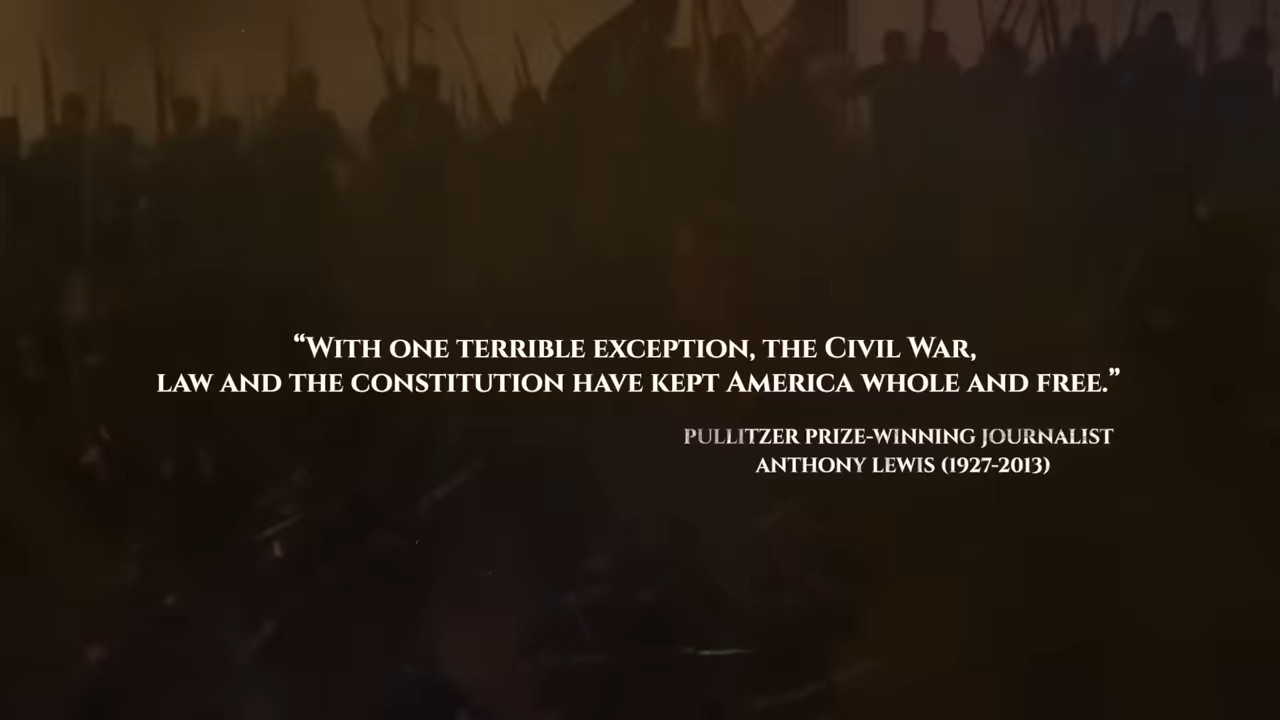 “With one terrible exception, the Civil War,
law and the constitution have kept America whole and free.”
PULLITZER PRIZE-WINNING JOURNALIST
ANTHONY LEWIS (1927-2013)